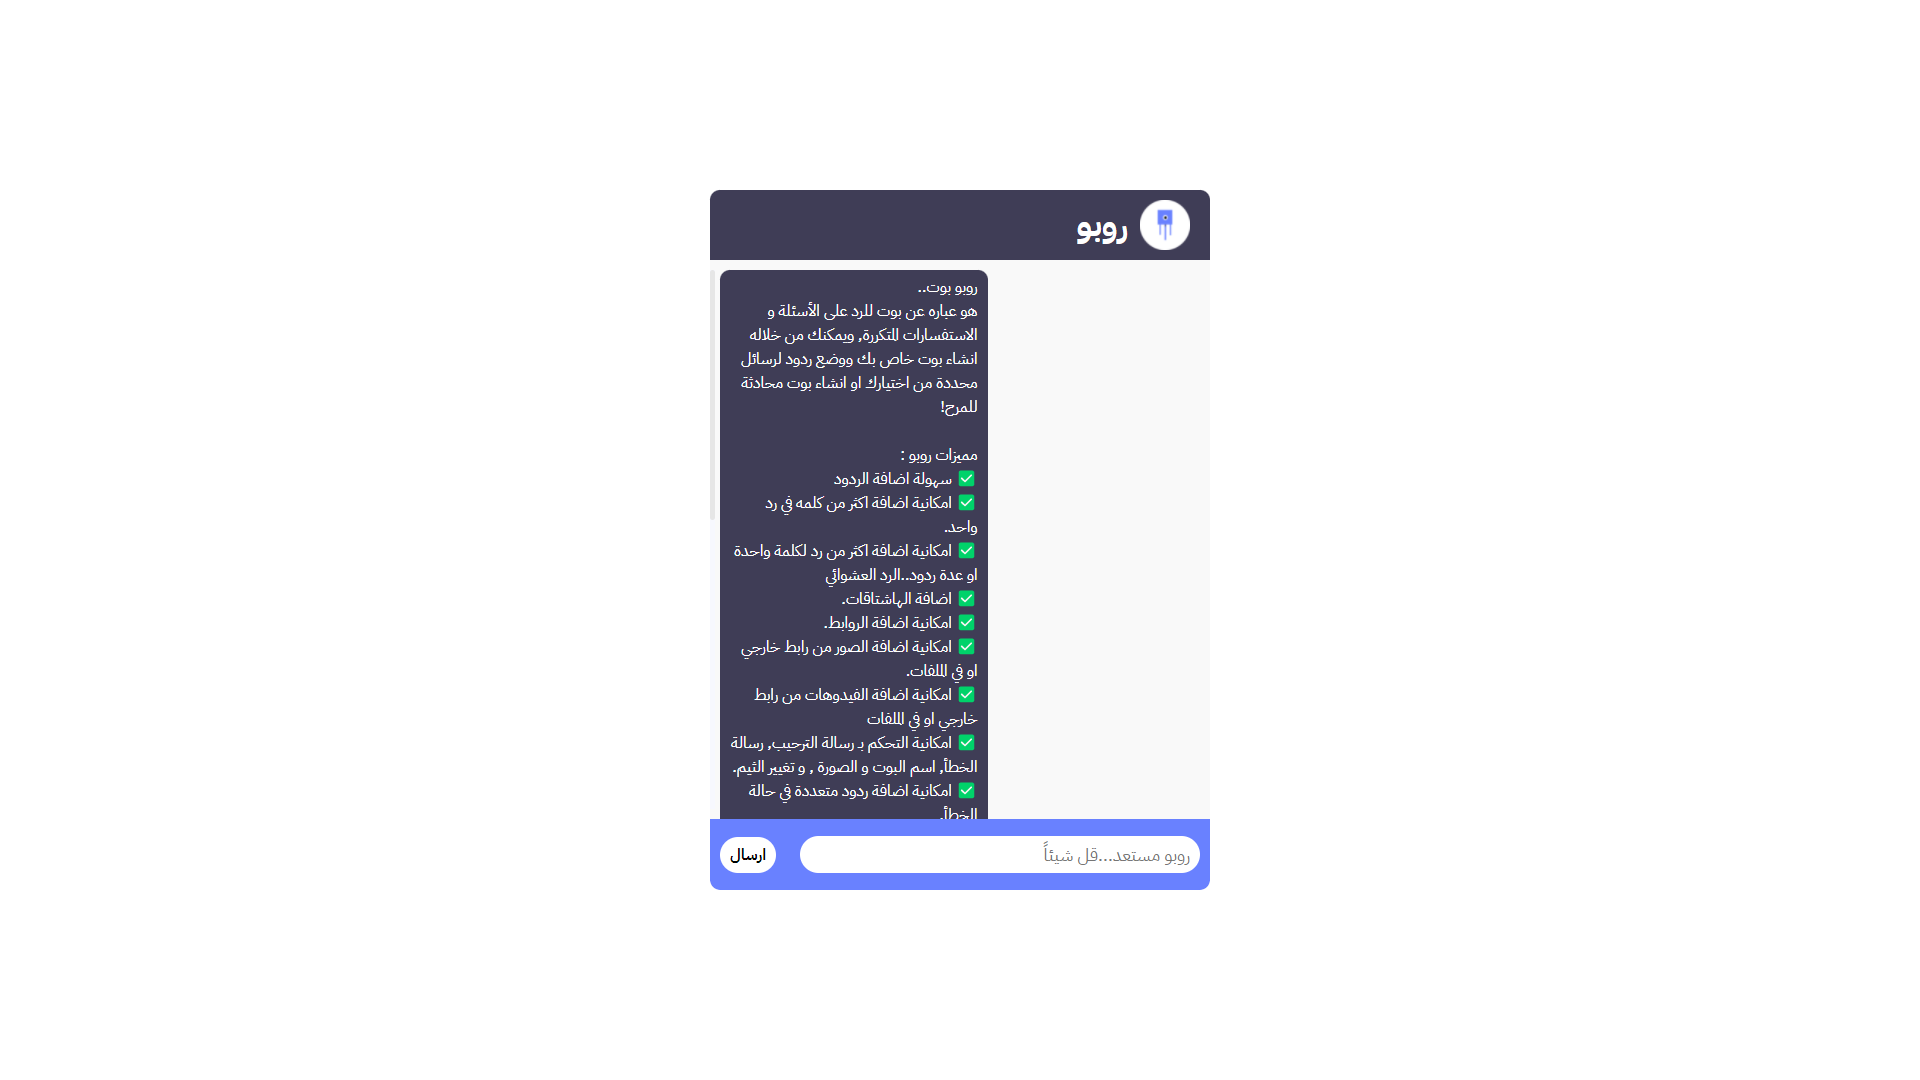 روبو
روبو بوت..
هو عباره عن بوت للرد على الأسئلة و
الاستفسارات المتكررة, ويمكنك من خلاله
انشاء بوت خاص بك ووضع ردود لرسائل
محددة من اختيارك او انشاء بوت محادثة
للمرح!
مميزات روبو :
✅ سهولة اضافة الردود
✅ امكانية اضافة اكثر من كلمه في رد
واحد.
✅ امكانية اضافة اكثر من رد لكلمة واحدة
او عدة ردود..الرد العشوائي
✅ اضافة الهاشتاقات.
✅ امكانية اضافة الروابط.
✅ امكانية اضافة الصور من رابط خارجي
او في الملفات.
✅ امكانية اضافة الفيدوهات من رابط
خارجي او في الملفات
✅ امكانية التحكم بـ رسالة الترحيب, رسالة
الخطأ, اسم البوت و الصورة , و تغيير الثيم.
✅ امكانية اضافة ردود متعددة في حالة
الخطأ.
روبو مستعد...قل شيئاً
ارسال